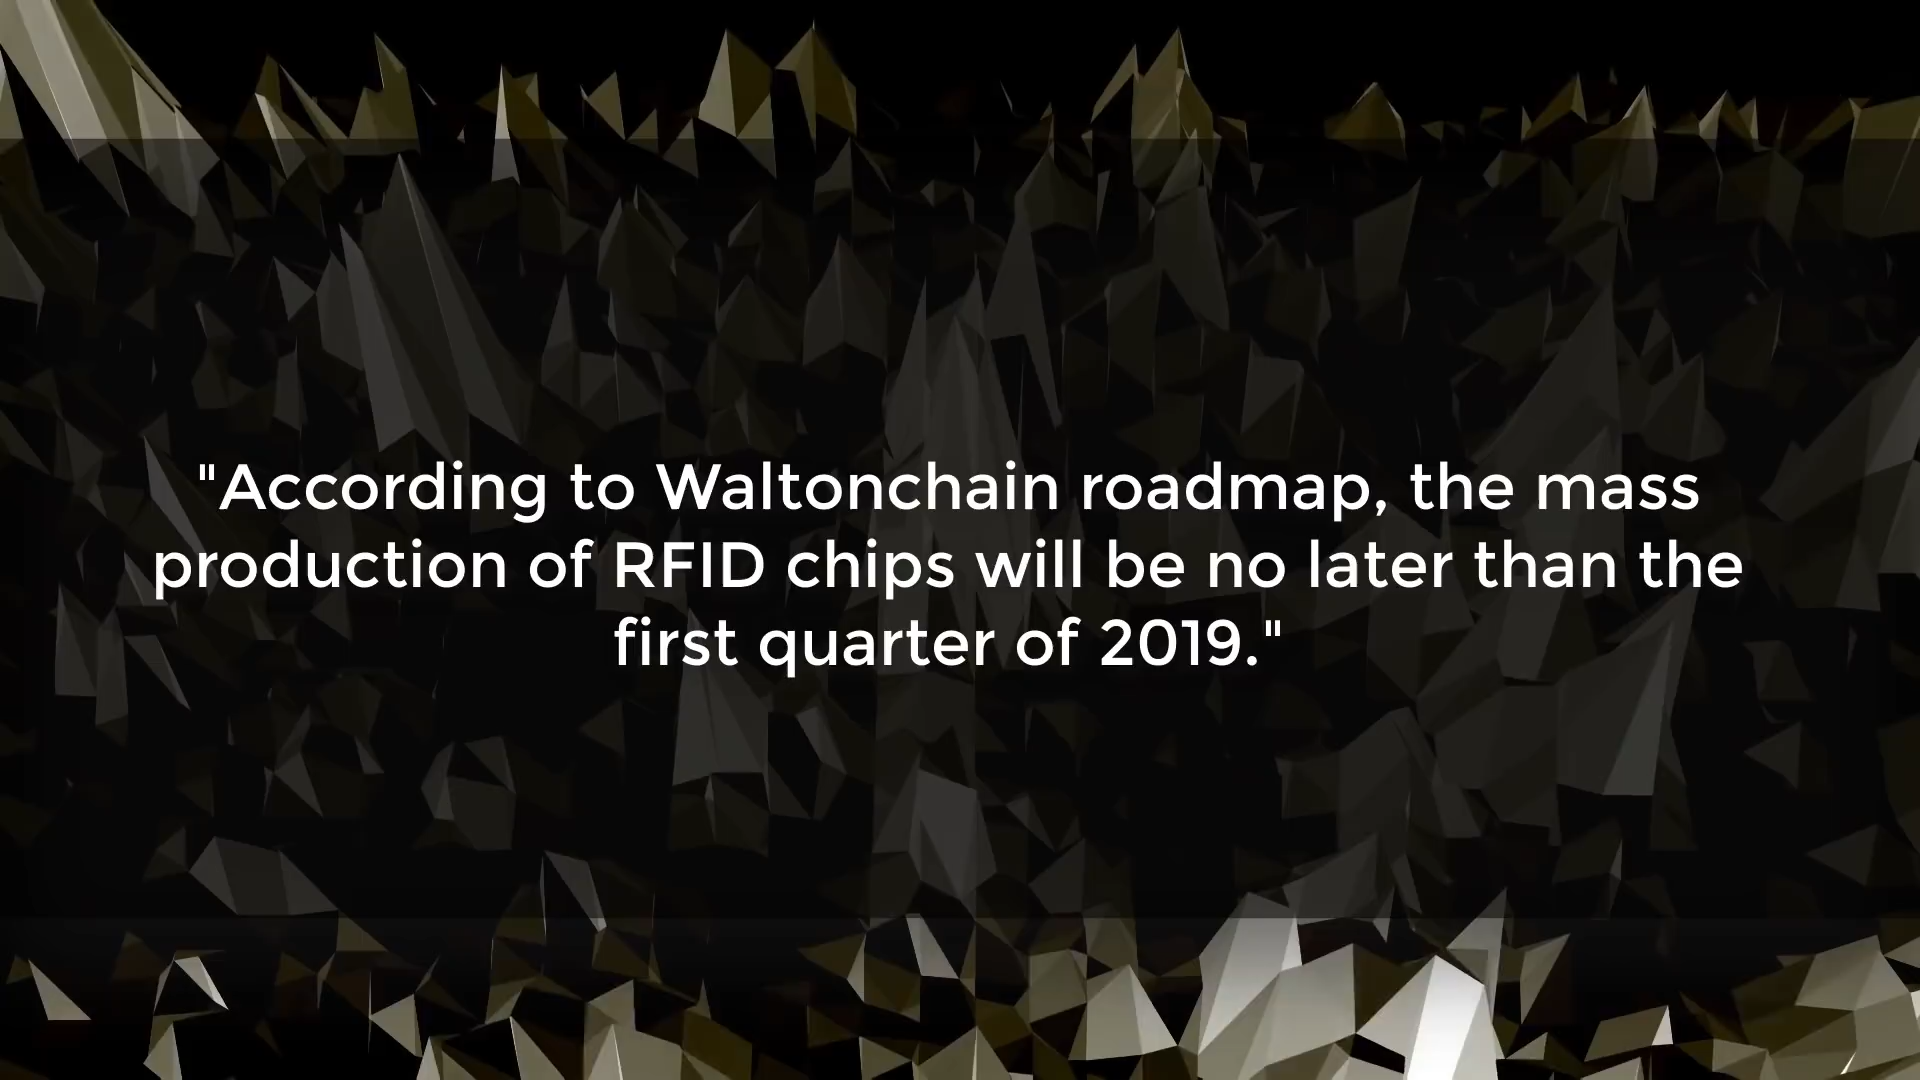 "According to Waltonchain roadmap, the mass
production of RFID chips will be no later than the
first quarter of 2019."